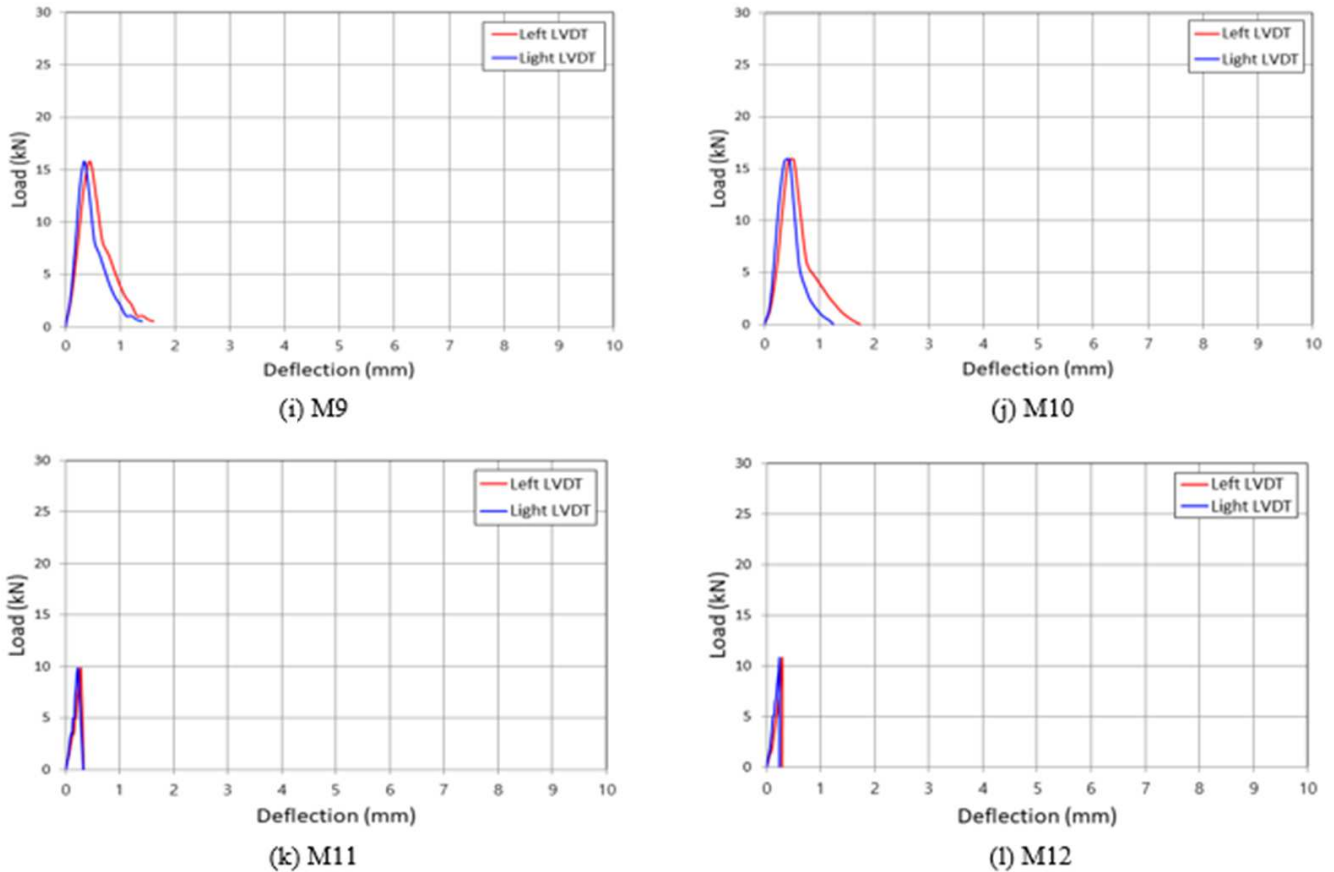 30
25
20
15
10
5
0
Load (kN)
Left LVDT
Light LVDT
0 1 2 3 4 5 6 7 8 9 10
Deflection (mm)
(i) M9
30
25
20
15
10
5
0
Load (kN)
Left LVDT
Light LVDT
0 1 2 3 4 5 6 7 8 9 10
Deflection (mm)
(j) M10
30
25
20
15
10
5
0
Load (kN)
Left LVDT
Light LVDT
0 1 2 3 4 5 6 7 8 9 10
Deflection (mm)
(k) M11
30
25
20
15
10
5
0
Load (kN)
Left LVDT
Light LVDT
0 1 2 3 4 5 6 7 8 9 10
Deflection (mm)
(l) M12